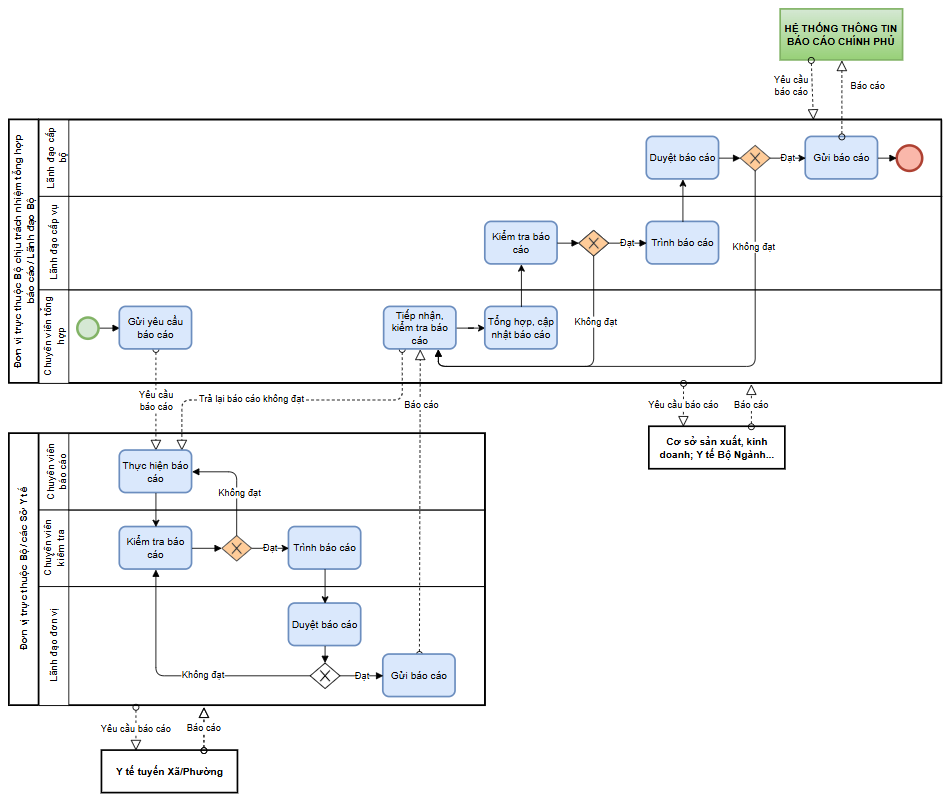 HỆ THỐNG THÔNG TIN
BÁO CÁO CHÍNH PHỦ
Yêu cầu
báo cáo
Báo cáo
Đơn vị trực thuộc Bộ chịu trách nhiệm tổng hợp
báo cáo/ Lãnh đạo Bộ
Lãnh đạo cấp
bộ
Duyệt báo cáo
Đạt
Gửi báo cáo
Không đạt
Lãnh đạo cấp vụ
Kiểm tra báo
cáo
Đạt
Trình báo cáo
Không đạt
Chuyên viên tổng
hợp
Gửi yêu cầu
báo cáo
Tiếp nhận,
kiểm tra báo
cáo
Tổng hợp, cập
nhật báo cáo
Yêu cầu
báo cáo
Trả lại báo cáo không đạt
Báo cáo
Yêu cầu báo cáo
Báo cáo
Cơ sở sản xuất, kinh
doanh; Y tế Bộ Ngành...
Đơn vị trực thuộc Bộ/ các Sở Y tế
Chuyên viên
báo cáo
Thực hiện báo
cáo
Không đạt
Chuyên viên
kiểm tra
Kiểm tra báo
cáo
Đạt
Trình báo cáo
Lãnh đạo đơn vị
Duyệt báo cáo
Không đạt
Đạt
Gửi báo cáo
Yêu cầu báo cáo
Báo cáo
Y tế tuyến Xã/Phường